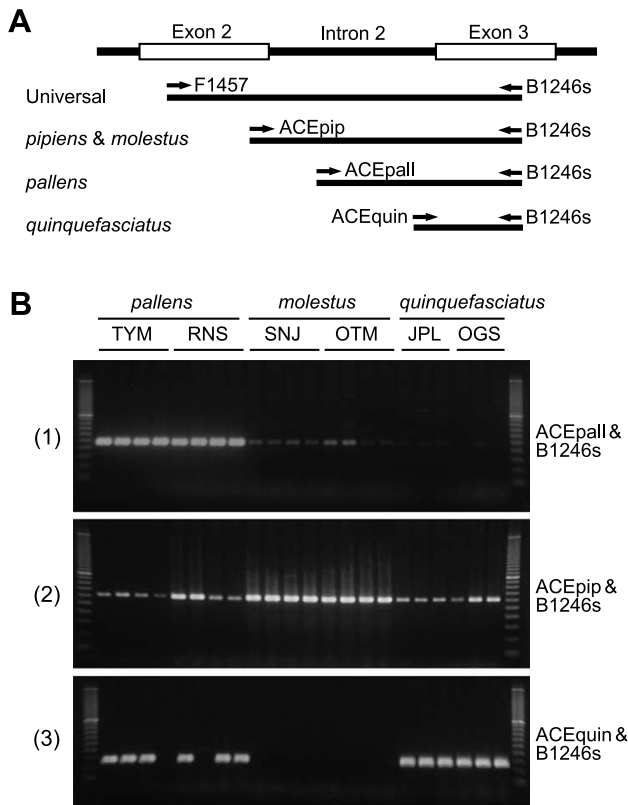 A
Exon 2 Intron 2 Exon 3
Universal F1457 B1246s
pipiens & molestus ACEpip B1246s
pallens ACEpall B1246s
quinquefasciatus ACEquin B1246s
B
pallens molestus quinquefasciatus
TYM RNS SNJ OTM JPL OGS
(1) ACEpall &
B1246s
(2) ACEpip &
B1246s
(3) ACEquin &
B1246s